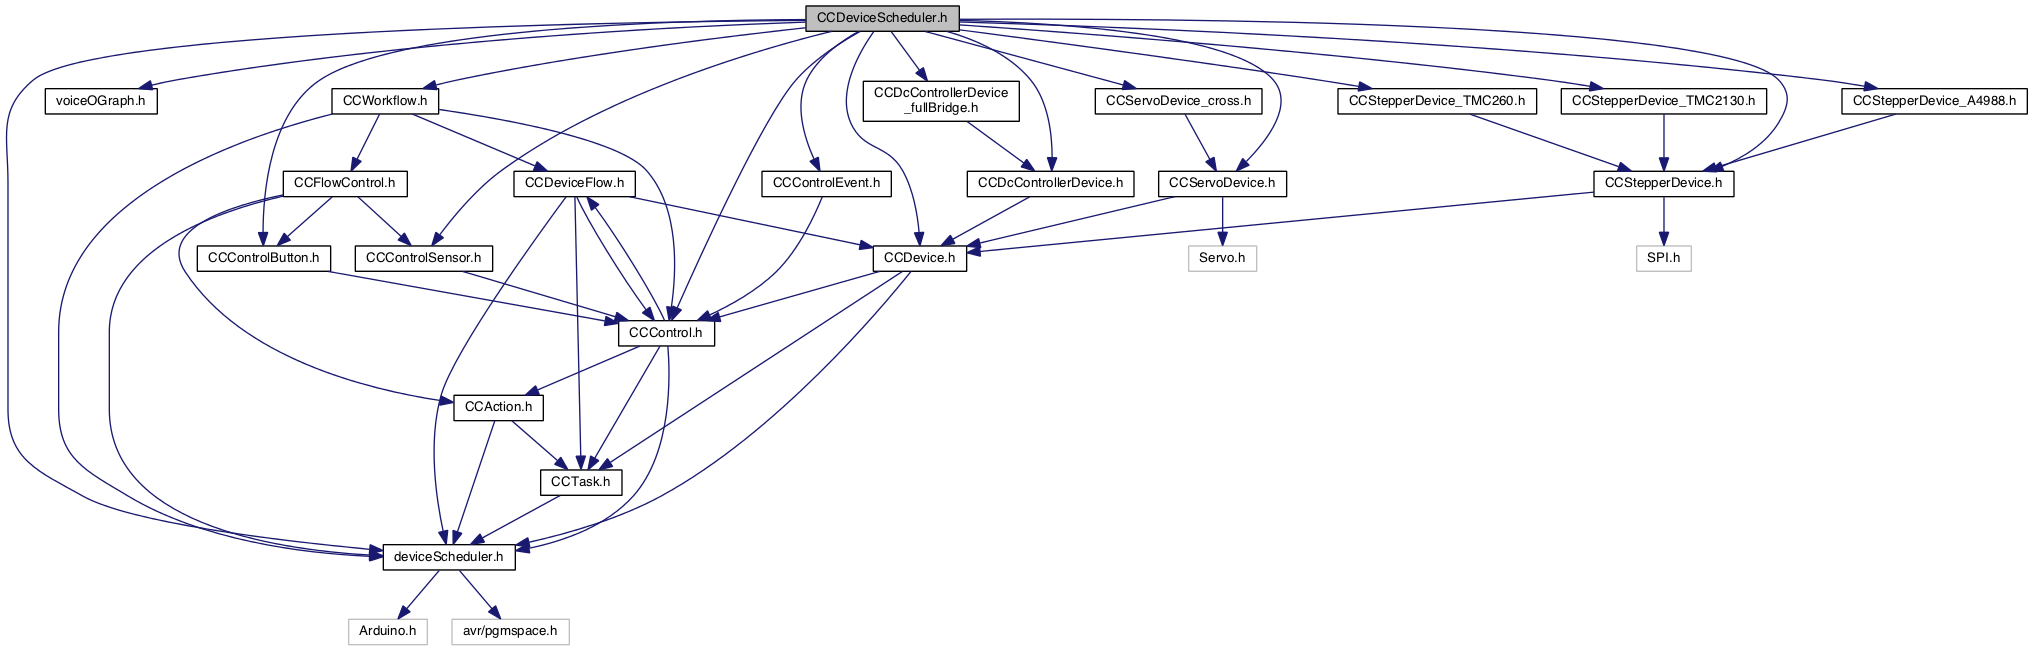 CCDeviceScheduler.h
voiceOGraph.h
CCWorkflow.h
CCDcControllerDevice
_fullBridge.h
CCServoDevice_cross.h
CCStepperDevice_TMC260.h
CCStepperDevice_TMC2130.h
CCStepperDevice_A4988.h
CCFlowControl.h
CCDeviceFlow.h
CCControlEvent.h
CCDcControllerDevice.h
CCServoDevice.h
CCStepperDevice.h
CCControlButton.h
CCControlSensor.h
CCDevice.h
Servo.h
SPI.h
CCControl.h
CCAction.h
CCTask.h
deviceScheduler.h
Arduino.h
avr/pgmspace.h